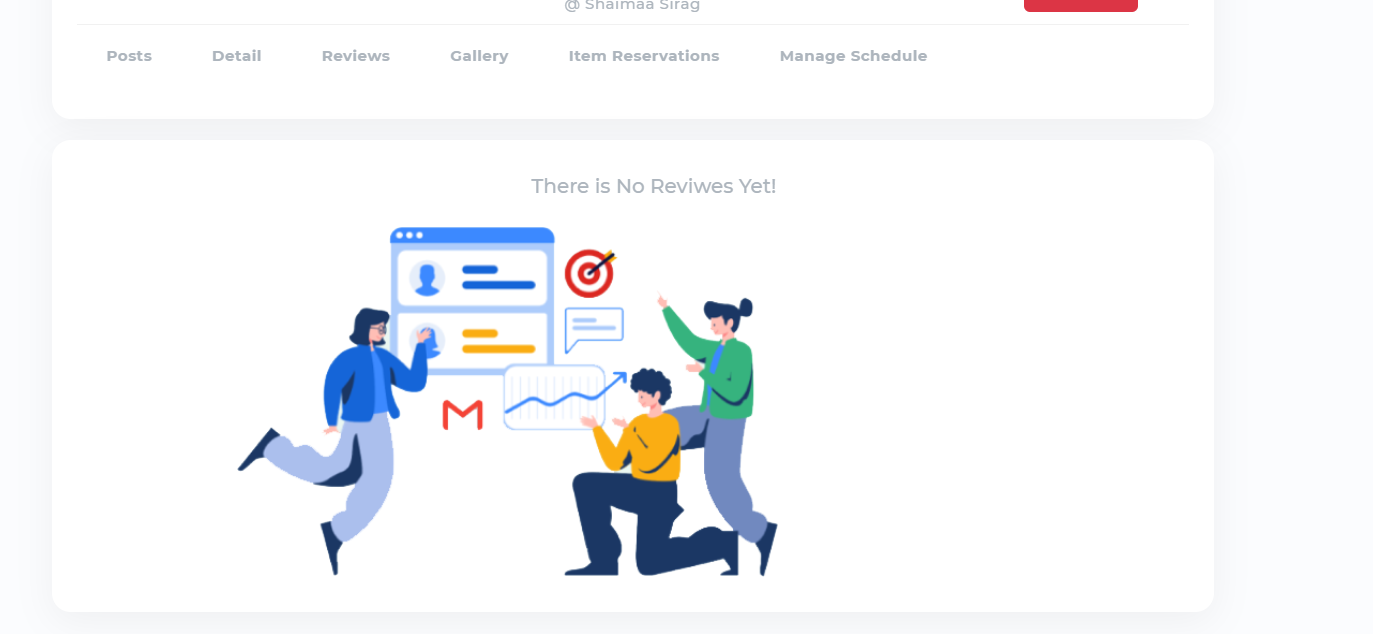 @ Shaimaa Sirag
Posts Detail Reviews Gallery Item Reservations Manage Schedule
There is No Reviwes Yet!